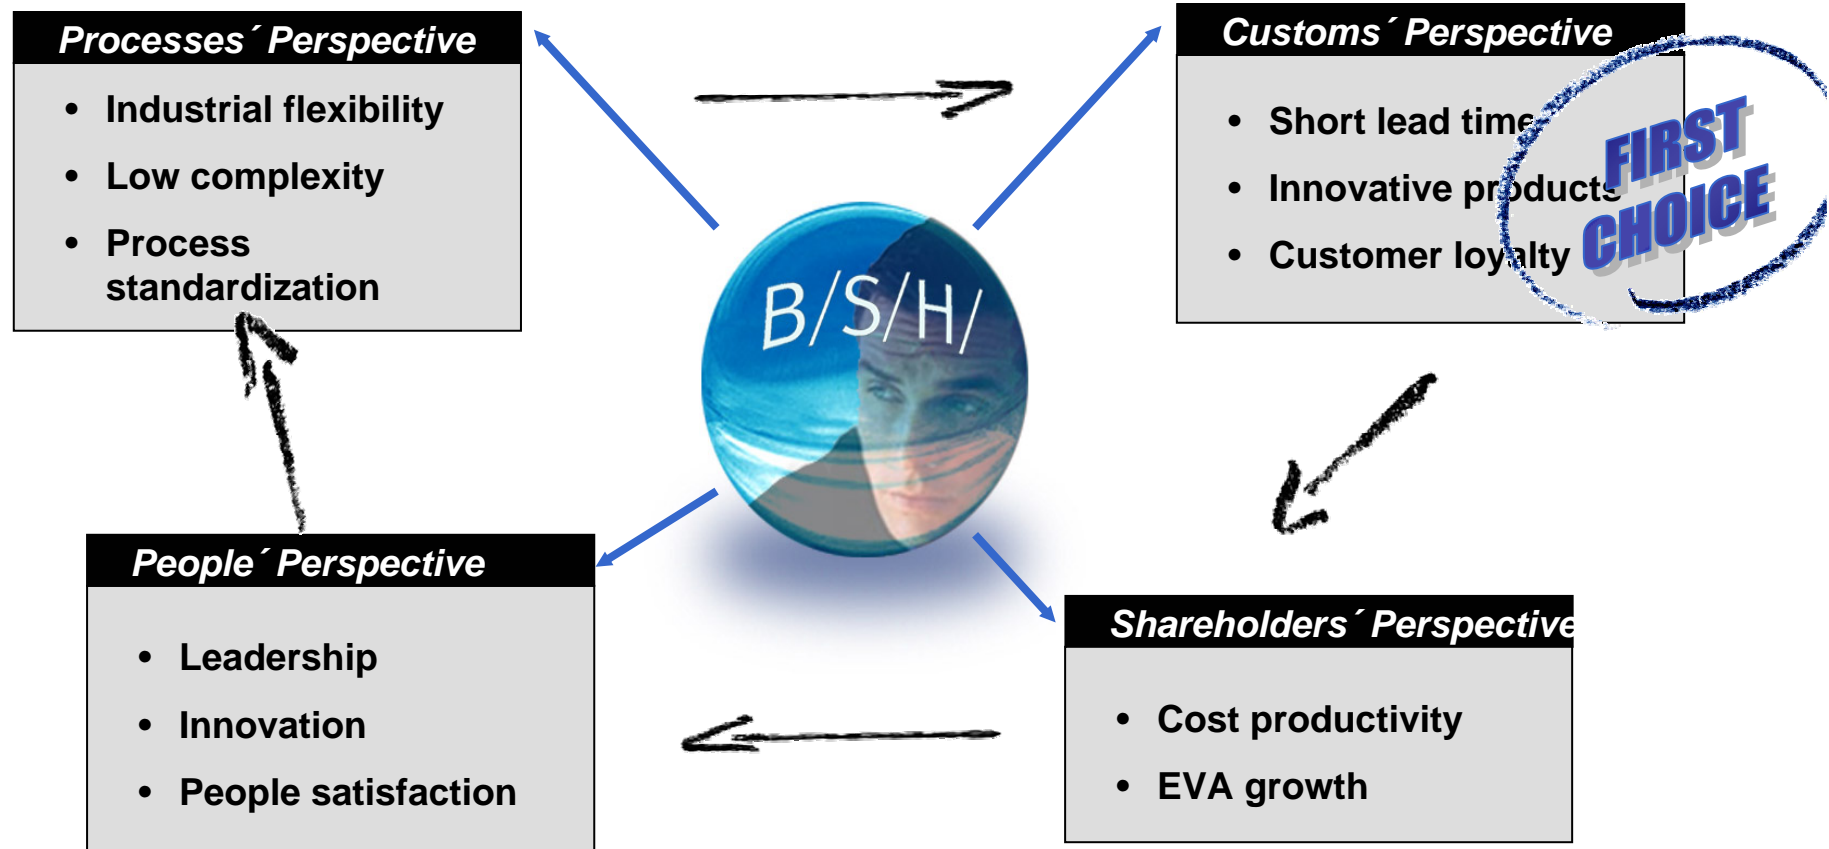 Processes´ Perspective
• Industrial flexibility
• Low complexity
• Process
standardization
Customs´ Perspective
• Short lead time
• Innovative products
• Customer loyalty
FIRST
CHOICE
B/S/H/
People´ Perspective
• Leadership
• Innovation
• People satisfaction
Shareholders´ Perspective
• Cost productivity
• EVA growth